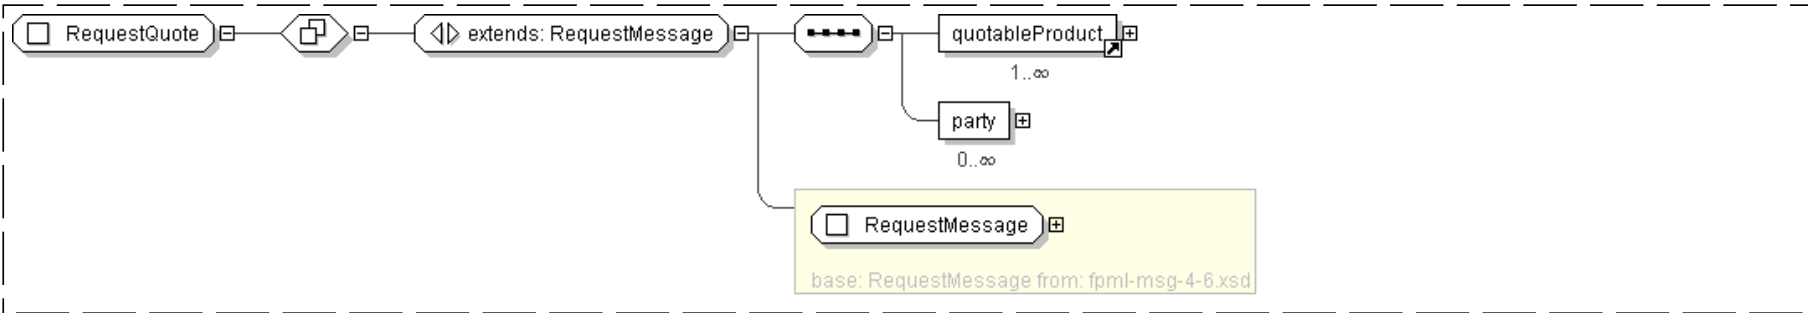 RequestQuote
extends: RequestMessage
quotableProduct
1..∞
party
0..∞
RequestMessage
base: RequestMessage from: fpml-msg-4-6.xsd